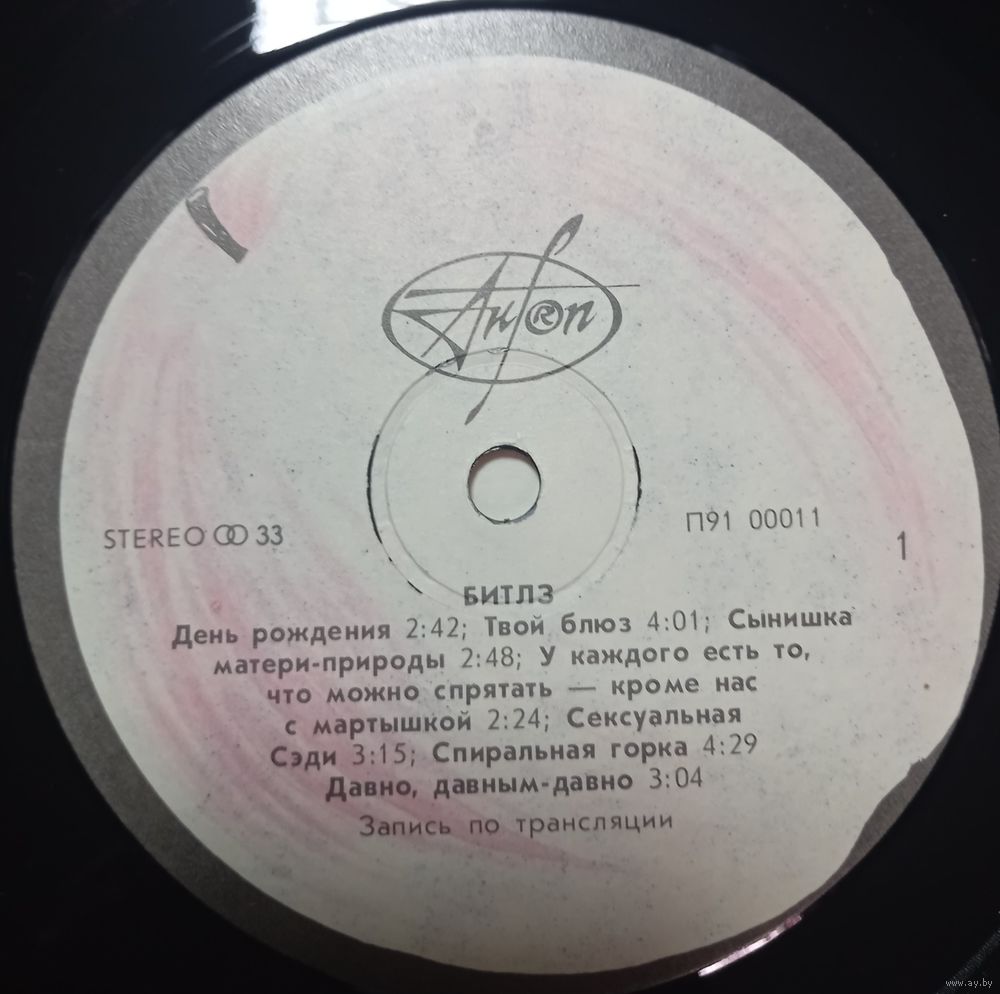 АнТроп
STEREO 33
П91 00011
1
БИТЛЗ
День рождения 2:42; Твой блюз 4:01; Сынишка
матери-природы 2:48; У каждого есть то,
что можно спрятать — кроме нас
с мартышкой 2:24; Сексуальная
Сэди 3:15; Спиральная горка 4:29
Давно, давным-давно 3:04
Запись по трансляции
www.ay.by